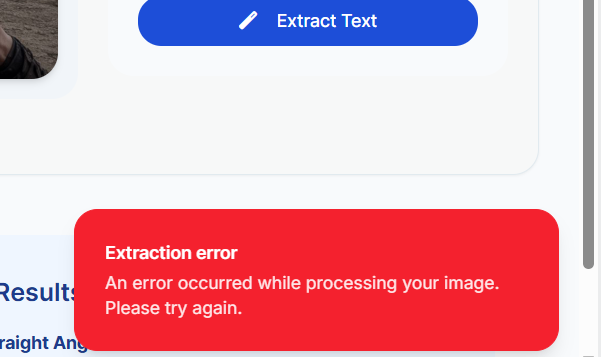 Extract Text
Extraction error
An error occurred while processing your image.
Please try again.
Results
raight Ang